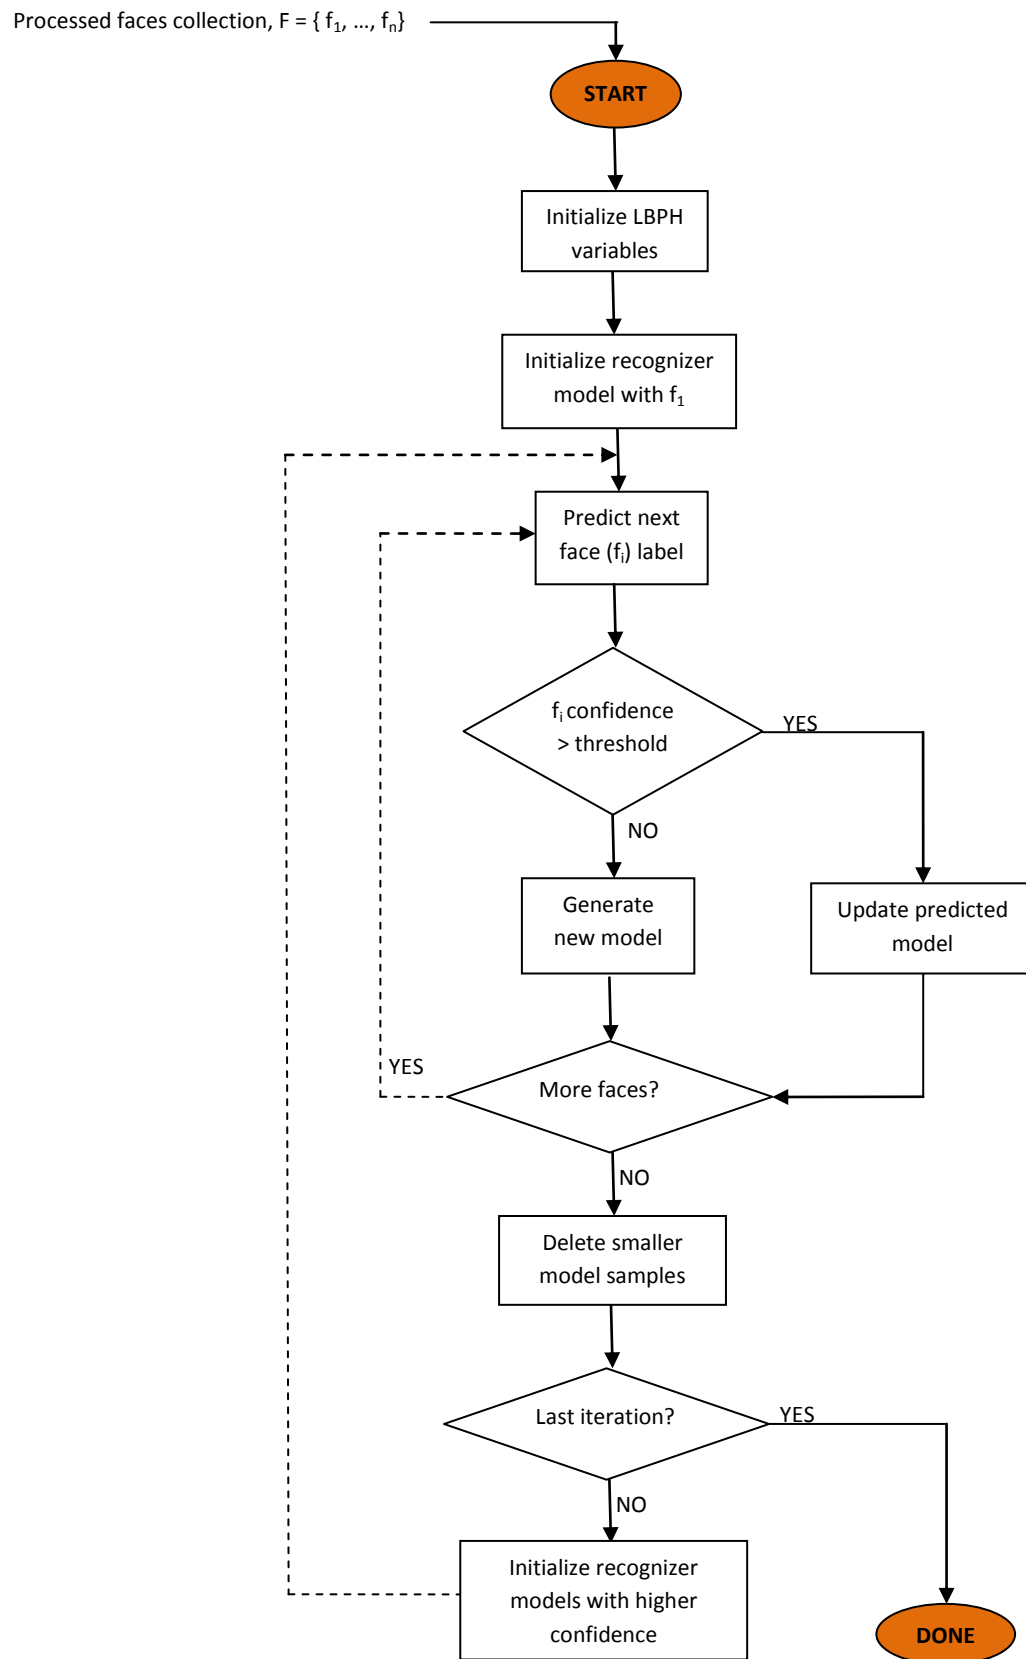 Processed faces collection, F = { f1, ..., fn}
START
Initialize LBPH
variables
Initialize recognizer
model with f1
Predict next
face (fi) label
fi confidence
> threshold
YES
NO
Generate
new model
Update predicted
model
YES
More faces?
NO
Delete smaller
model samples
Last iteration?
YES
NO
Initialize recognizer
models with higher
confidence
DONE